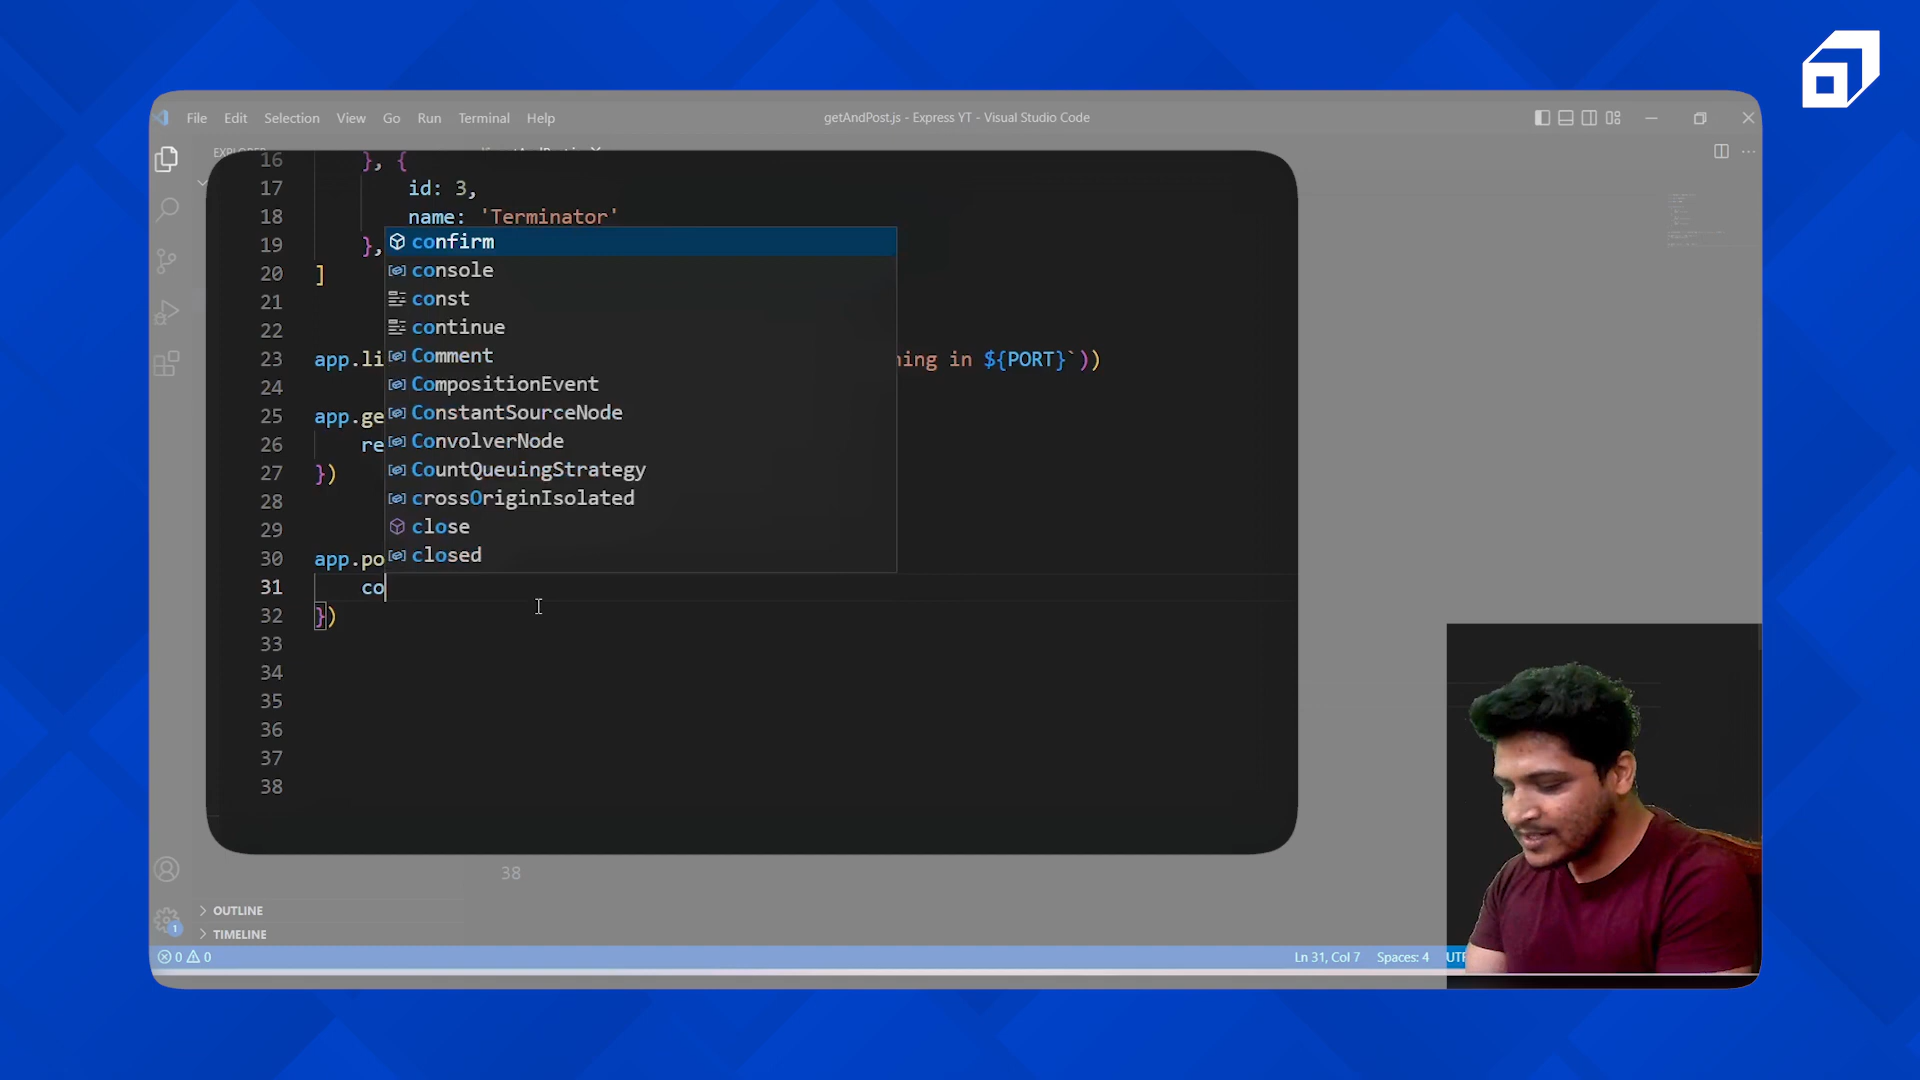 File Edit Selection View Go Run Terminal Help
getAndPost.js - Express YT - Visual Studio Code
16 }, {
17 id: 3,
18 name: 'Terminator'
19 },
20 ]
21
22
23 app.li ning in ${PORT}`))
24
25 app.ge
26 re
27 })
28
29
30 app.po
31 co
32 })
33
34
35
36
37
38
confirm
console
const
continue
Comment
CompositionEvent
ConstantSourceNode
ConvolverNode
CountQueuingStrategy
crossOriginIsolated
close
closed
38
OUTLINE
TIMELINE
1
0 0
Ln 31, Col 7 Spaces: 4 UTF